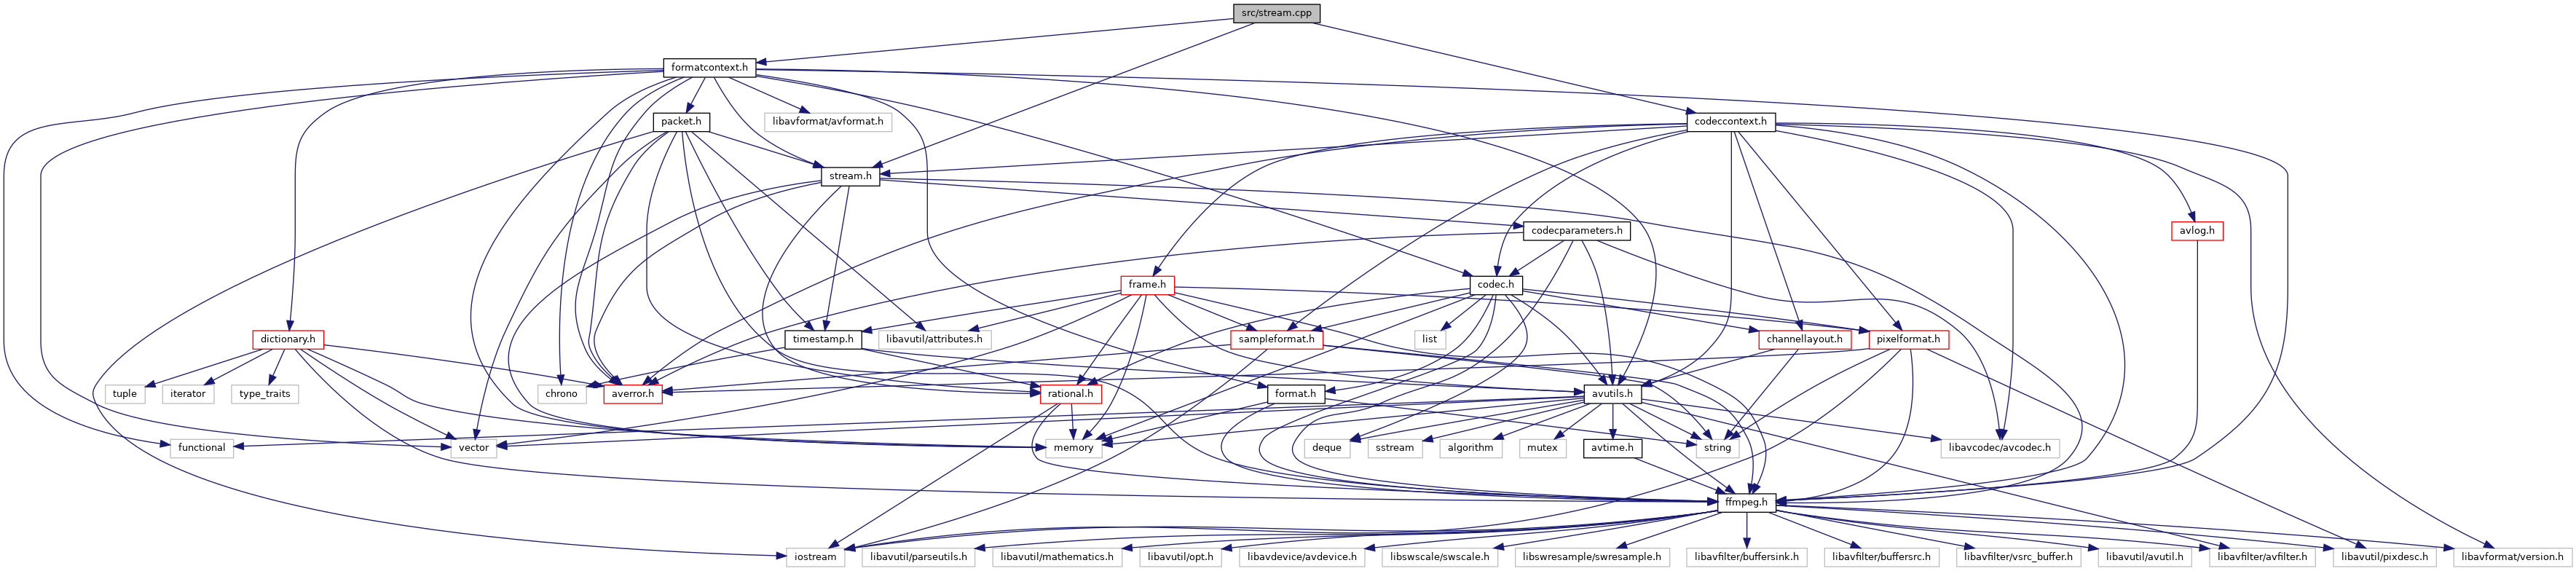 src/stream.cpp
formatcontext.h
packet.h
libavformat/avformat.h
codeccontext.h
stream.h
codecparameters.h
avlog.h
frame.h
codec.h
dictionary.h
timestamp.h
libavutil/attributes.h
list
sampleformat.h
channellayout.h
pixelformat.h
tuple
iterator
type_traits
chrono
averror.h
rational.h
format.h
avutils.h
functional
vector
memory
deque
sstream
algorithm
mutex
avtime.h
string
libavcodec/avcodec.h
ffmpeg.h
iostream
libavutil/parseutils.h
libavutil/mathematics.h
libavutil/opt.h
libavdevice/avdevice.h
libswscale/swscale.h
libswresample/swresample.h
libavfilter/buffersink.h
libavfilter/buffersrc.h
libavfilter/vsrc_buffer.h
libavutil/avutil.h
libavfilter/avfilter.h
libavutil/pixdesc.h
libavformat/version.h